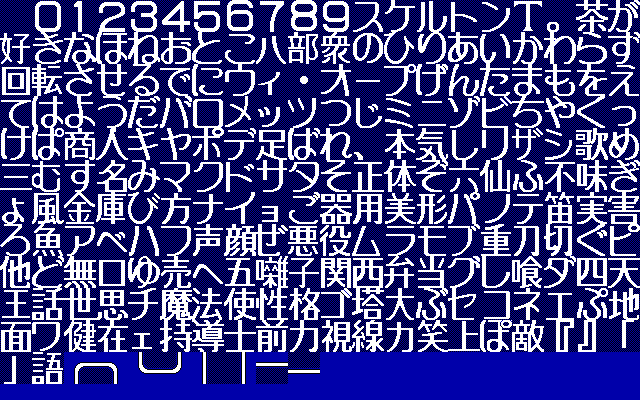 0123456789スケルトンT。茶が
好きなほねおとこ八部衆のひりあいかわらず
回転させるでにウィ・オープげんたまもをえ
てはようだバロメッツつじミニゾビちやくっ
けぱ商人キャポデ足ばれ、本気しリザシ歌め
三むす名みマクドサタそ正体ぞ六仙ふ不味ざ
ょ風金庫び方ナイョご器用美形パノテ笛実害
ろ魚アベハフ声顔ぜ悪役ムラモブ重刀切ぐピ
他ど無口ゆ売へ五囃子関西弁当グレ喰ダ四天
王話世思チ魔法使性格ゴ塔大ぶセコネエぷ地
面ワ健在ェ持導士前力視線カ笑上ぽ敵『』「
」語